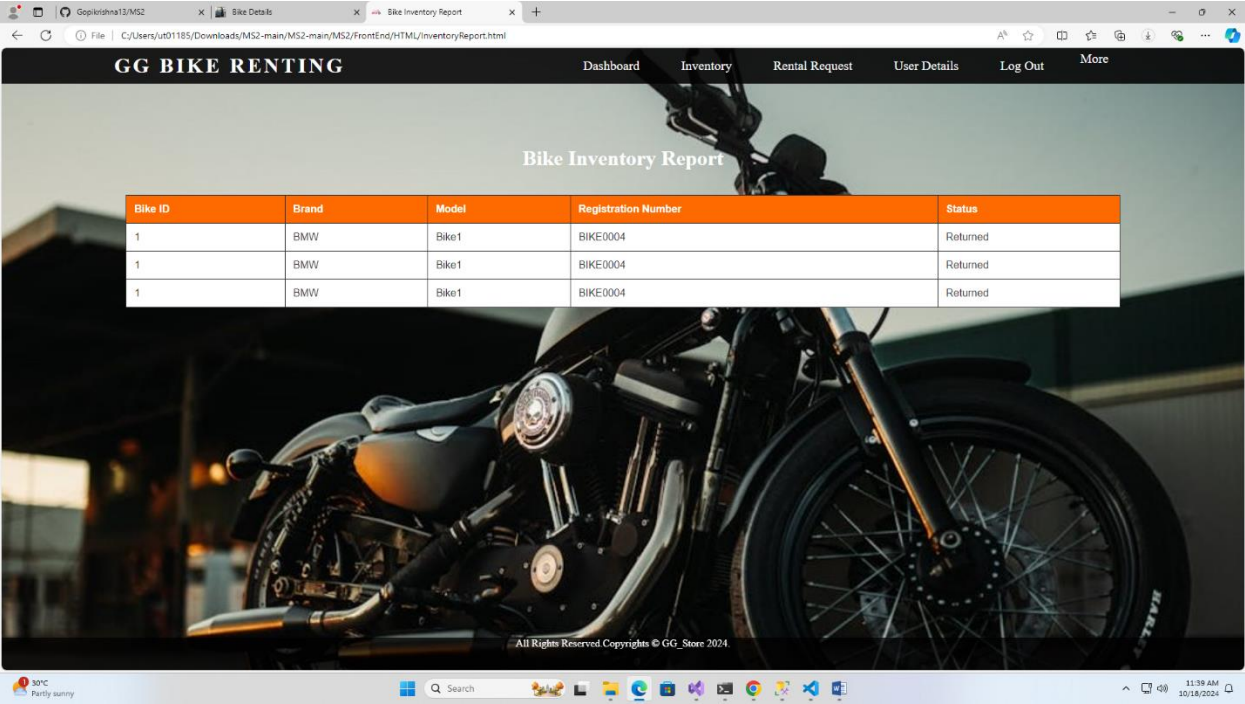 Gopikrishna13/MS2
Bike Details
Bike Inventory Report
File C:/Users/ut01185/Downloads/MS2-main/MS2-main/MS2/FrontEnd/HTML/InventoryReport.html
GG BIKE RENTING Dashboard Inventory Rental Request User Details Log Out More
Bike Inventory Report
Bike ID Brand Model Registration Number Status
1 BMW Bike1 BIKE0004 Returned
1 BMW Bike1 BIKE0004 Returned
1 BMW Bike1 BIKE0004 Returned
All Rights Reserved.Copyrights © GG_Store 2024.
1
30°C
Partly sunny
Search
11:39 AM
10/18/2024